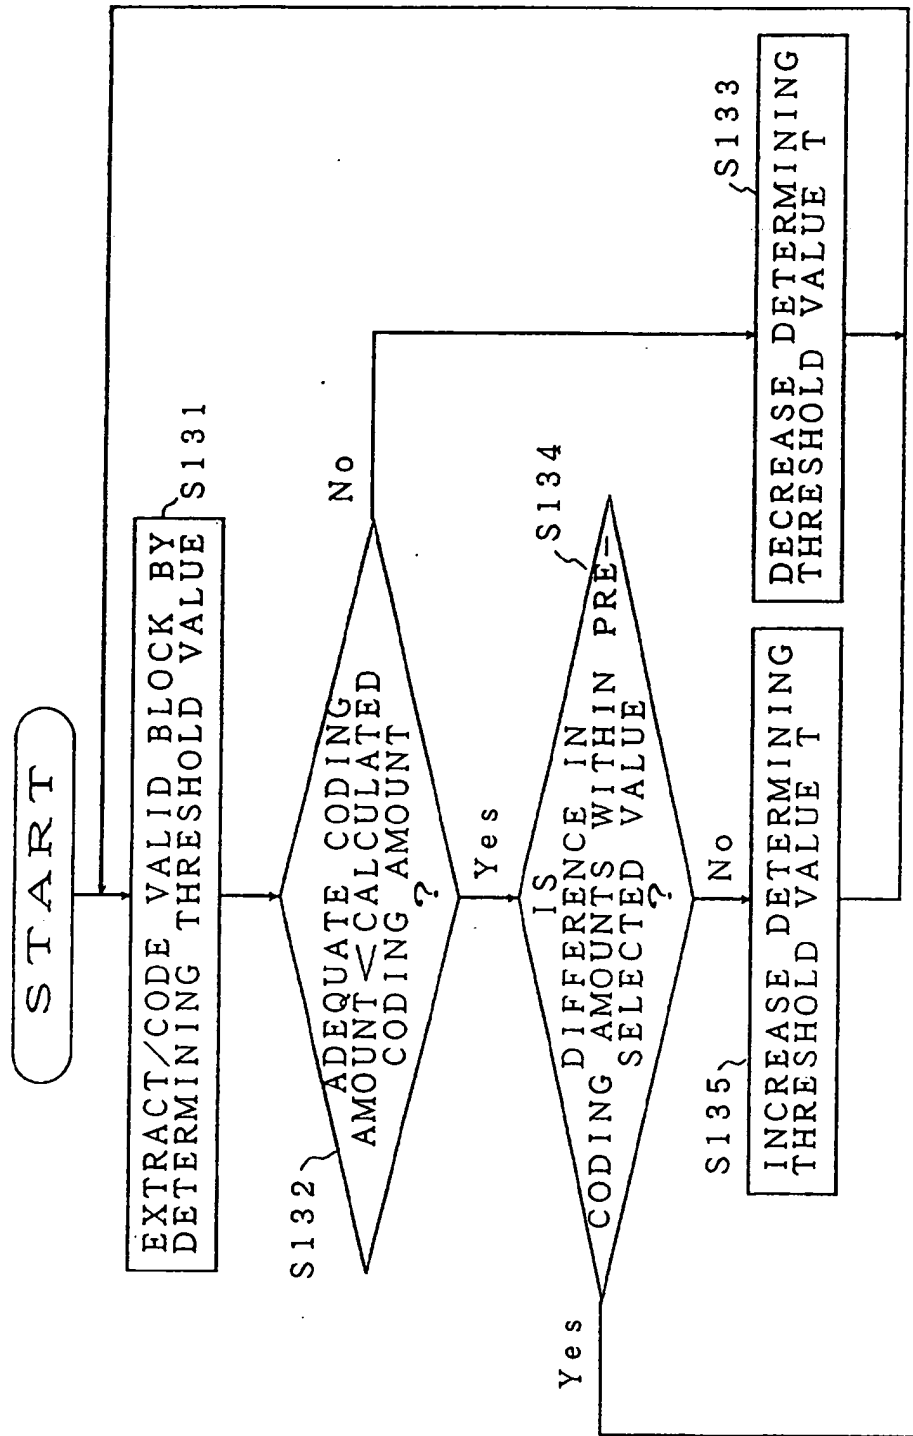 START
EXTRACT/CODE VALID BLOCK BY
DETERMINING THRESHOLD VALUE
S131
S132
ADEQUATE CODING
AMOUNT<CALCULATED
CODING AMOUNT
?
No
Yes
S134
IS
DIFFERENCE IN
CODING AMOUNTS WITHIN PRE-
SELECTED VALUE
?
Yes
No
S135
INCREASE DETERMINING
THRESHOLD VALUE T
S133
DECREASE DETERMINING
THRESHOLD VALUE T